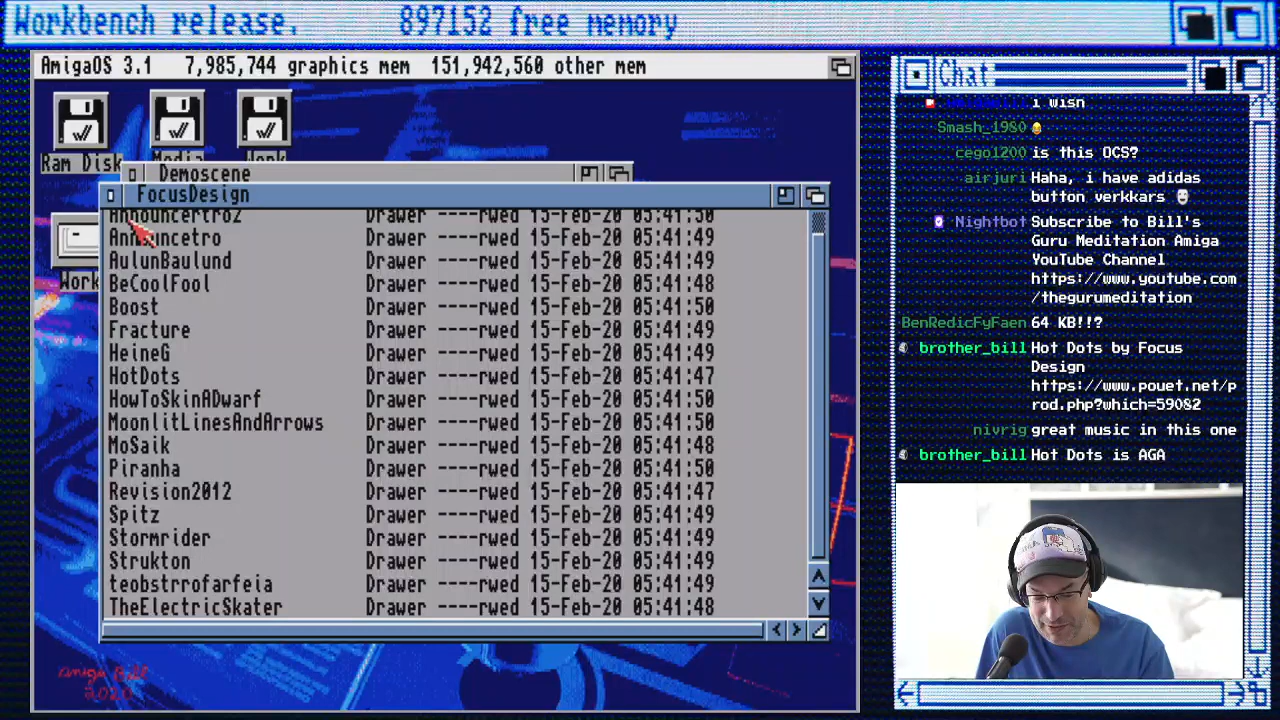 Workbench release. 897152 free memory
AmigaOS 3.1 7,985,744 graphics mem 151,942,560 other mem
Ram Disk Media Work
Demoscene
FocusDesign
Work
Announcertro2 Drawer ----rwed 15-Feb-20 05:41:50
Announcetro Drawer ----rwed 15-Feb-20 05:41:49
AulunBaulund Drawer ----rwed 15-Feb-20 05:41:49
BeCoolFool Drawer ----rwed 15-Feb-20 05:41:48
Boost Drawer ----rwed 15-Feb-20 05:41:50
Fracture Drawer ----rwed 15-Feb-20 05:41:49
HeineG Drawer ----rwed 15-Feb-20 05:41:49
HotDots Drawer ----rwed 15-Feb-20 05:41:47
HowToSkinADwarf Drawer ----rwed 15-Feb-20 05:41:50
MoonlitLinesAndArrows Drawer ----rwed 15-Feb-20 05:41:50
MoSaik Drawer ----rwed 15-Feb-20 05:41:48
Piranha Drawer ----rwed 15-Feb-20 05:41:50
Revision2012 Drawer ----rwed 15-Feb-20 05:41:47
Spitz Drawer ----rwed 15-Feb-20 05:41:49
Stormrider Drawer ----rwed 15-Feb-20 05:41:49
Strukton Drawer ----rwed 15-Feb-20 05:41:49
teobstrrofarfeia Drawer ----rwed 15-Feb-20 05:41:49
TheElectricSkater Drawer ----rwed 15-Feb-20 05:41:48
Amiga Bill
2020
Chat
i wish
Smash_1980
cego1200 is this OCS?
airjuri Haha, i have adidas
button verkkars
Nightbot Subscribe to Bill's
Guru Meditation Amiga
YouTube Channel
https://www.youtube.com
/thegurumeditation
BenRedicFyFaen 64 KB!!?
brother_bill Hot Dots by Focus
Design
https://www.pouet.net/p
rod.php?which=59082
nivrig great music in this one
brother_bill Hot Dots is AGA